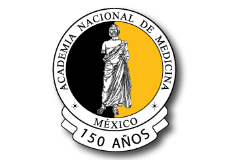 ACADEMIA NACIONAL DE MEDICINA
MÉXICO
150 AÑOS